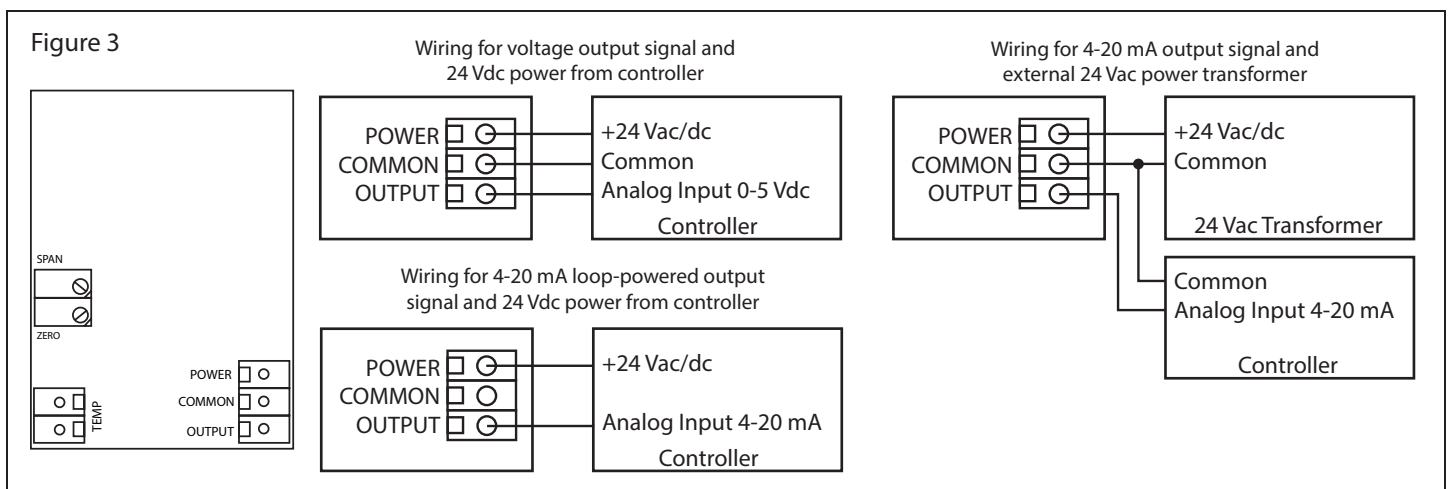 Figure 3
SPAN
ZERO
TEMP
POWER
COMMON
OUTPUT
Wiring for voltage output signal and
24 Vdc power from controller
POWER
COMMON
OUTPUT
+24 Vac/dc
Common
Analog Input 0-5 Vdc
Controller
Wiring for 4-20 mA loop-powered output
signal and 24 Vdc power from controller
POWER
COMMON
OUTPUT
+24 Vac/dc
Analog Input 4-20 mA
Controller
Wiring for 4-20 mA output signal and
external 24 Vac power transformer
POWER
COMMON
OUTPUT
+24 Vac/dc
Common
24 Vac Transformer
Common
Analog Input 4-20 mA
Controller